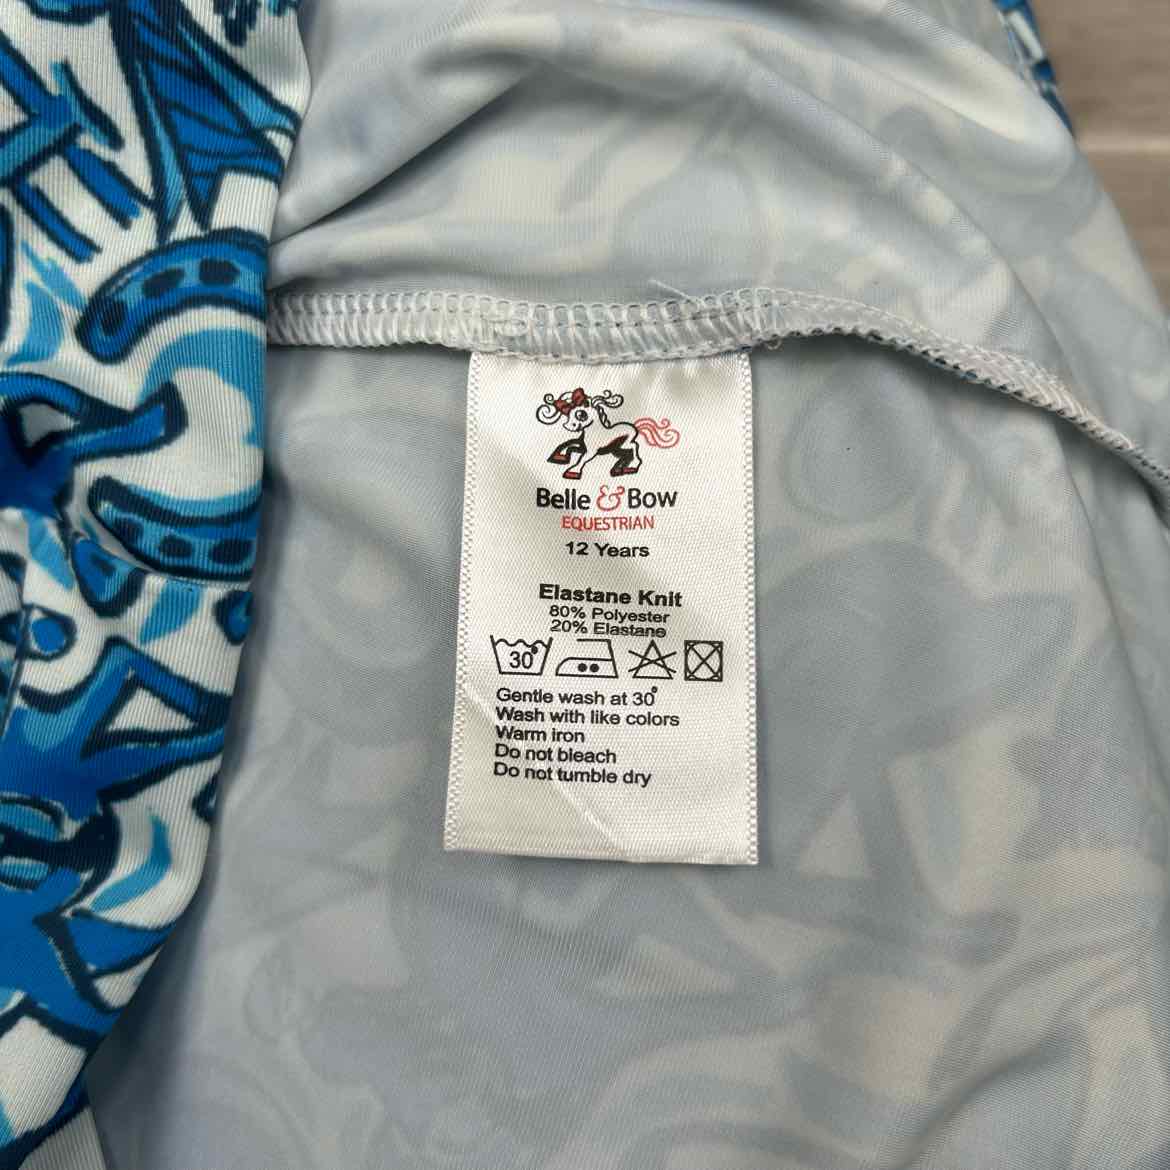 Belle & Bow
EQUESTRIAN
12 Years
Elastane Knit
80% Polyester
20% Elastane
30°
Gentle wash at 30°
Wash with like colors
Warm iron
Do not bleach
Do not tumble dry